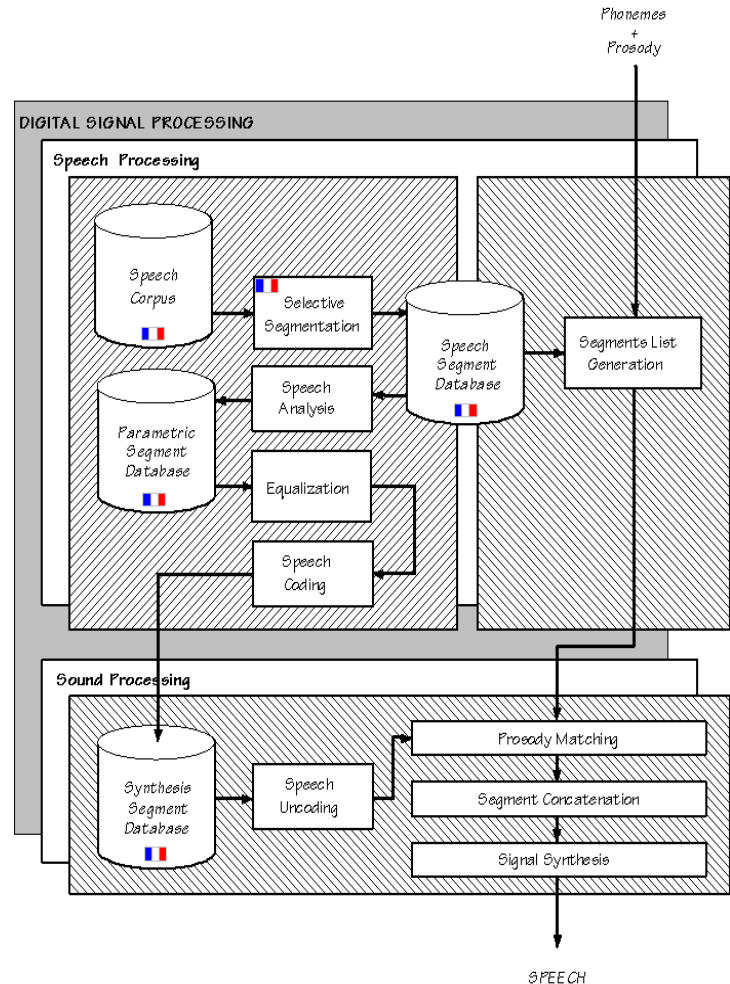 Phonemes
+
Prosody
DIGITAL SIGNAL PROCESSING
Speech Processing
Speech
Corpus
Selective
Segmentation
Speech
Segment
Database
Segments List
Generation
Speech
Analysis
Parametric
Segment
Database
Equalization
Speech
Coding
Sound Processing
Prosody Matching
Synthesis
Segment
Database
Speech
Uncoding
Segment Concatenation
Signal Synthesis
SPEECH